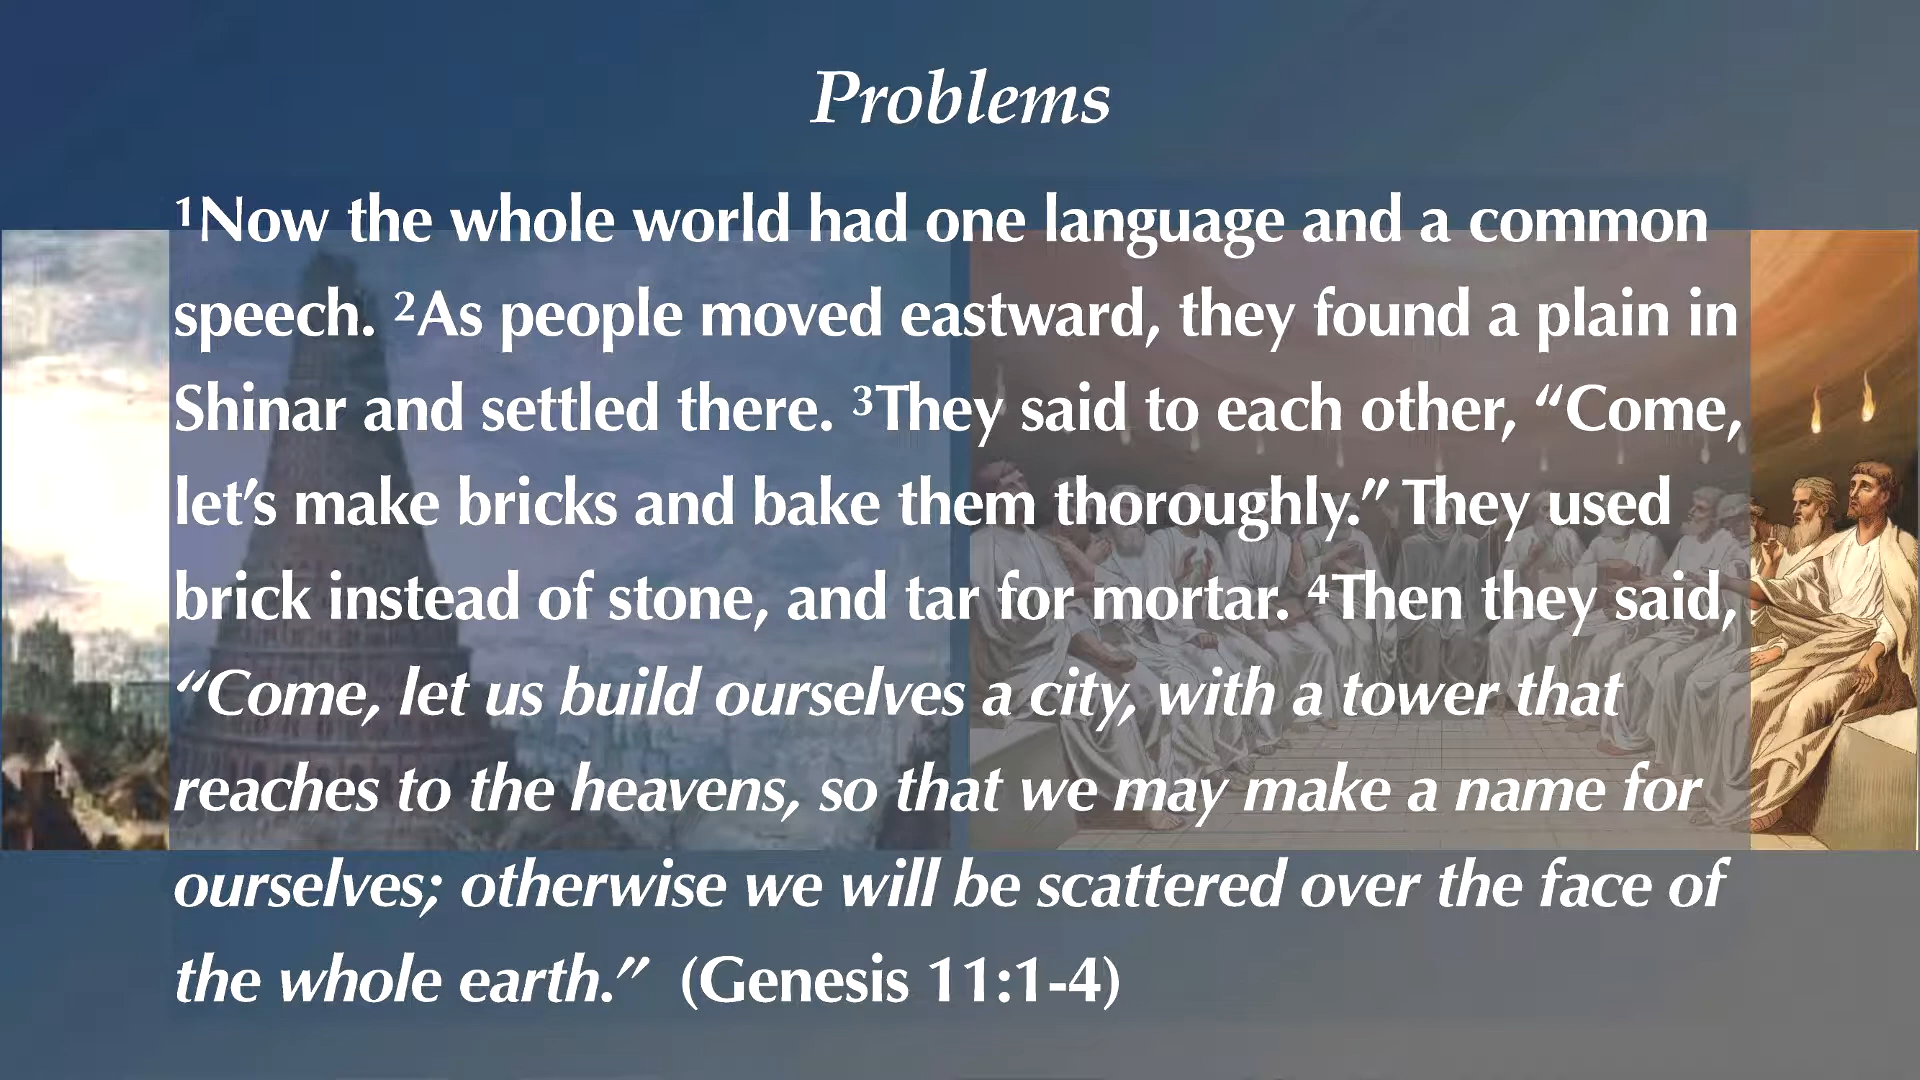 Problems
¹Now the whole world had one language and a common
speech. ²As people moved eastward, they found a plain in
Shinar and settled there. ³They said to each other, “Come,
let’s make bricks and bake them thoroughly.” They used
brick instead of stone, and tar for mortar. ⁴Then they said,
“Come, let us build ourselves a city, with a tower that
reaches to the heavens, so that we may make a name for
ourselves; otherwise we will be scattered over the face of
the whole earth.” (Genesis 11:1-4)